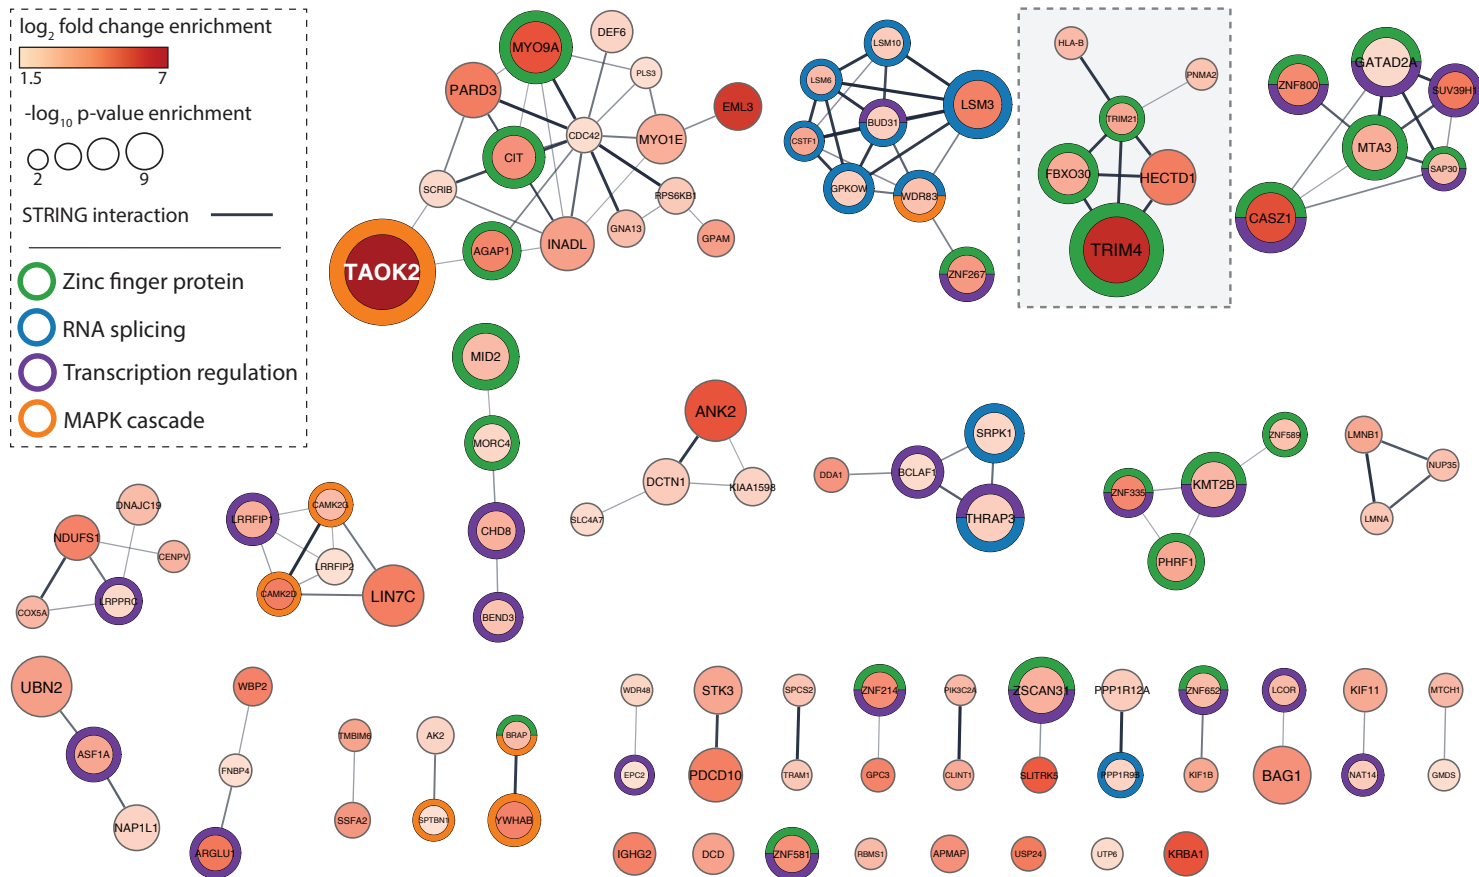 log2 fold change enrichment
1.5
7
-log10 p-value enrichment
2
9
STRING interaction
Zinc finger protein
RNA splicing
Transcription regulation
MAPK cascade
MYO9A
DEF6
PLS3
PARD3
EML3
CDC42
MYO1E
CIT
SCRIB
RPS6KB1
GNA13
GPAM
INADL
AGAP1
TAOK2
LSM10
LSM6
LSM3
BUD31
CSTF1
GPKOW
WDR83
ZNF267
HLA-B
PNMA2
TRIM21
FBXO30
HECTD1
TRIM4
GATAD2A
ZNF800
SUV39H1
MTA3
SAP30
CASZ1
MID2
MORC4
CHD8
BEND3
ANK2
DCTN1
KIAA1598
SLC4A7
SRPK1
DDA1
BCLAF1
THRAP3
ZNF589
ZNF335
KMT2B
PHRF1
LMNB1
NUP35
LMNA
DNAJC19
NDUFS1
CENPV
COX5A
LRPPRC
LRRFIP1
CAMK2G
LRRFIP2
CAMK2D
LIN7C
UBN2
ASF1A
NAP1L1
WBP2
FNBP4
ARGLU1
TMBIM6
SSFA2
AK2
SPTBN1
BRAP
YWHAB
WDR48
EPC2
STK3
PDCD10
SPCS2
TRAM1
ZNF214
GPC3
PIK3C2A
CLINT1
ZSCAN31
SLITRK5
PPP1R12A
PPP1R9B
ZNF652
KIF1B
LCOR
BAG1
KIF11
NAT14
MTCH1
GMDS
IGHG2
DCD
ZNF581
RBMS1
APMAP
USP24
UTP6
KRBA1